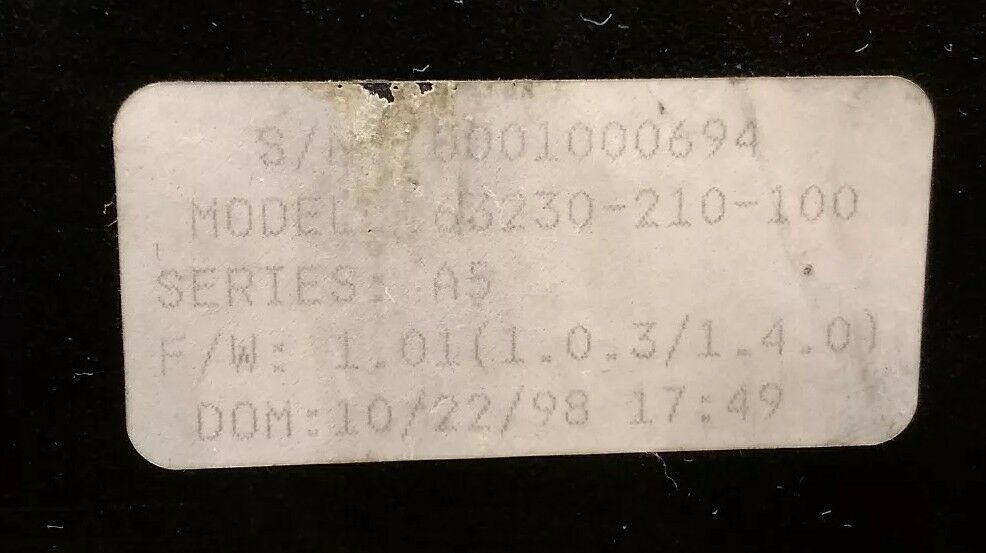 S/N: 0001000694
MODEL: 63230-210-100
SERIES: A5
F/W: 1.01(1.0.3/1.4.0)
DOM:10/22/98 17:49